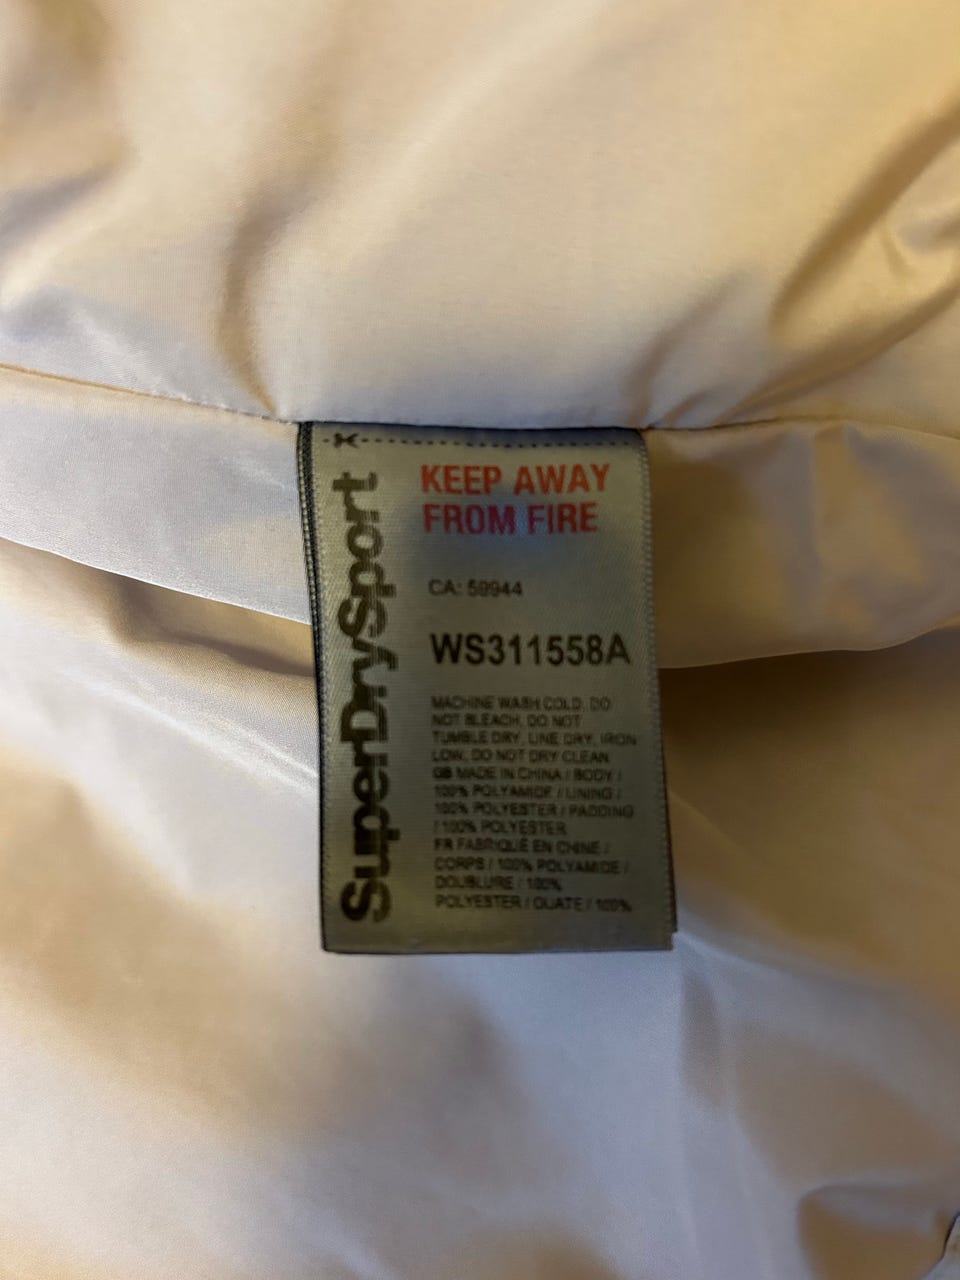 SuperDrySport
KEEP AWAY
FROM FIRE
CA: 59944
WS311558A
MACHINE WASH COLD, DO
NOT BLEACH, DO NOT
TUMBLE DRY, LINE DRY, IRON
LOW, DO NOT DRY CLEAN
GB MADE IN CHINA / BODY /
100% POLYAMIDE / LINING /
100% POLYESTER / PADDING
/ 100% POLYESTER
FR FABRIQUÉ EN CHINE /
CORPS / 100% POLYAMIDE /
DOUBLURE / 100%
POLYESTER / OUATE / 100%